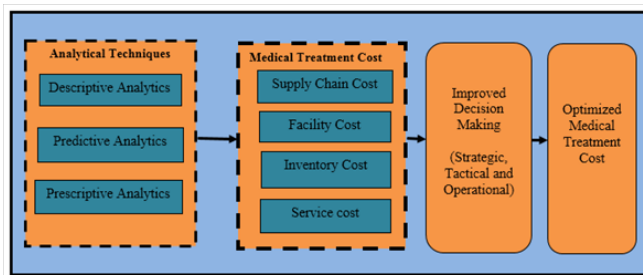 Analytical Techniques
Descriptive Analytics
Predictive Analytics
Prescriptive Analytics
Medical Treatment Cost
Supply Chain Cost
Facility Cost
Inventory Cost
Service cost
Improved
Decision
Making
(Strategic,
Tactical and
Operational)
Optimized
Medical
Treatment
Cost